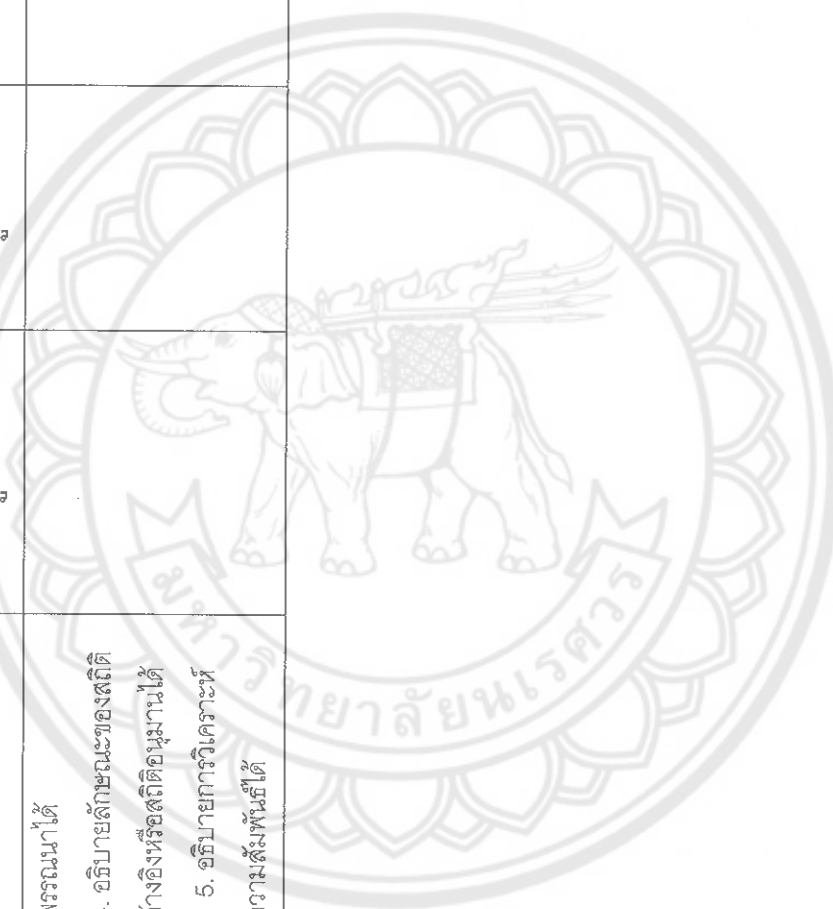 พรรณนาได้
. อธิบายลักษณะของสถิติ
้างอิงหรือสถิติอนุมานได้
5. อธิบายการวิเคราะห์
วามสัมพันธ์ได้
มหาวิทยาลัยนเรศวร